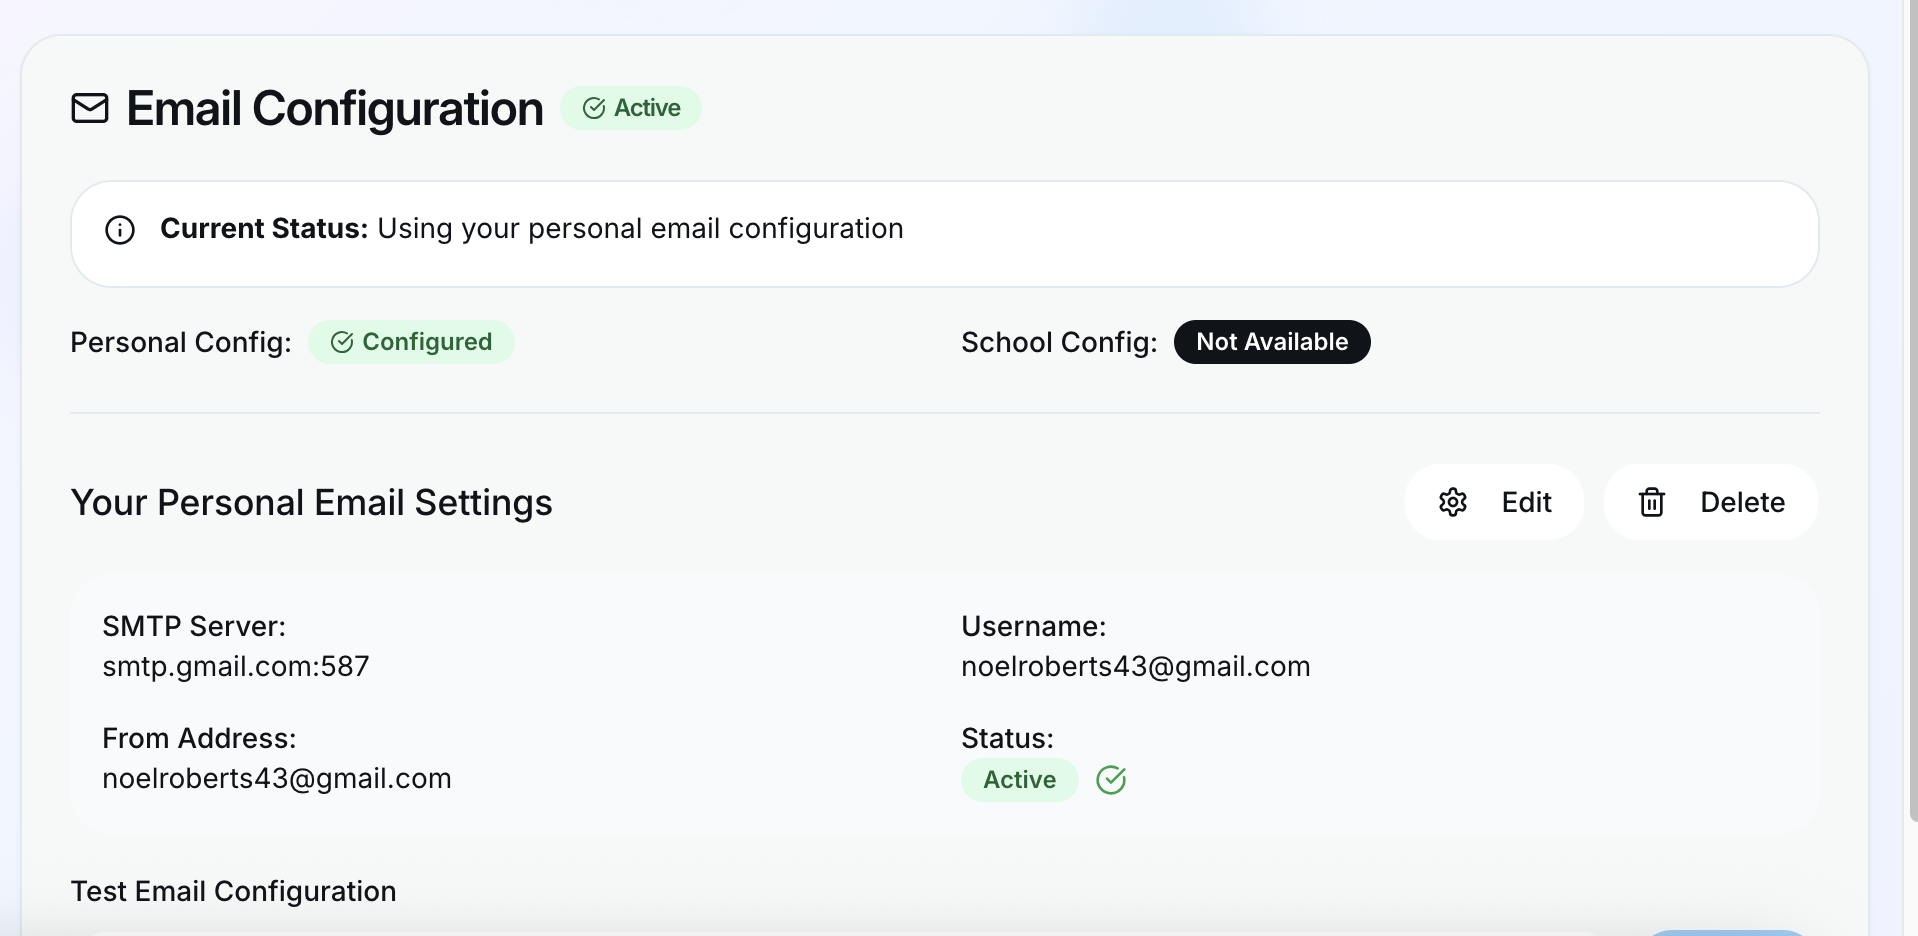 Email Configuration Active
Current Status: Using your personal email configuration
Personal Config: Configured School Config: Not Available
Your Personal Email Settings Edit Delete
SMTP Server: Username:
smtp.gmail.com:587 noelroberts43@gmail.com
From Address: Status:
noelroberts43@gmail.com Active
Test Email Configuration